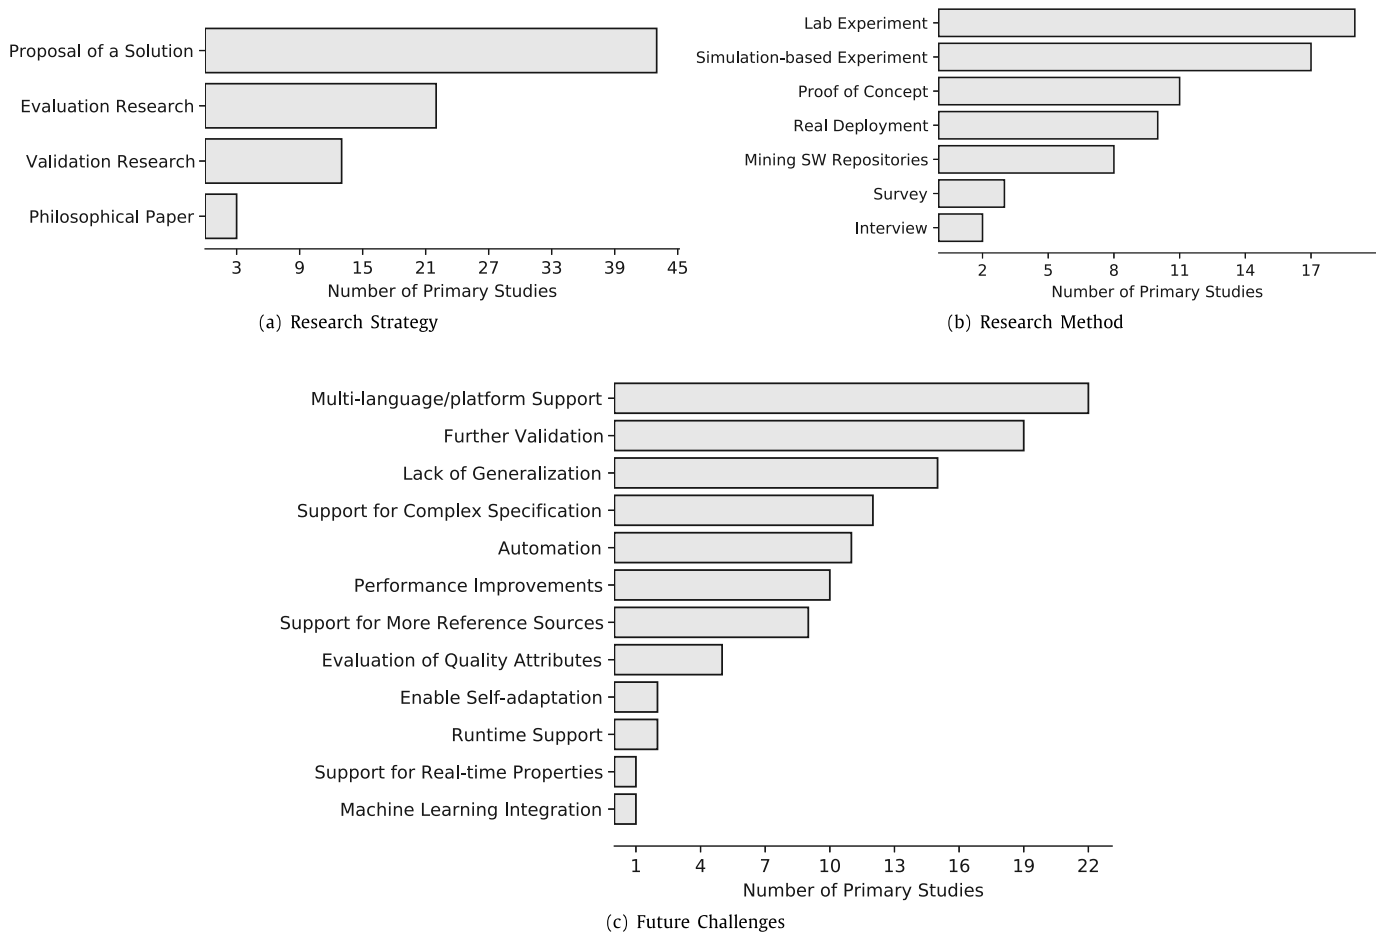 Proposal of a Solution
Evaluation Research
Validation Research
Philosophical Paper
3 9 15 21 27 33 39 45
Number of Primary Studies
(a) Research Strategy
Lab Experiment
Simulation-based Experiment
Proof of Concept
Real Deployment
Mining SW Repositories
Survey
Interview
2 5 8 11 14 17
Number of Primary Studies
(b) Research Method
Multi-language/platform Support
Further Validation
Lack of Generalization
Support for Complex Specification
Automation
Performance Improvements
Support for More Reference Sources
Evaluation of Quality Attributes
Enable Self-adaptation
Runtime Support
Support for Real-time Properties
Machine Learning Integration
1 4 7 10 13 16 19 22
Number of Primary Studies
(c) Future Challenges